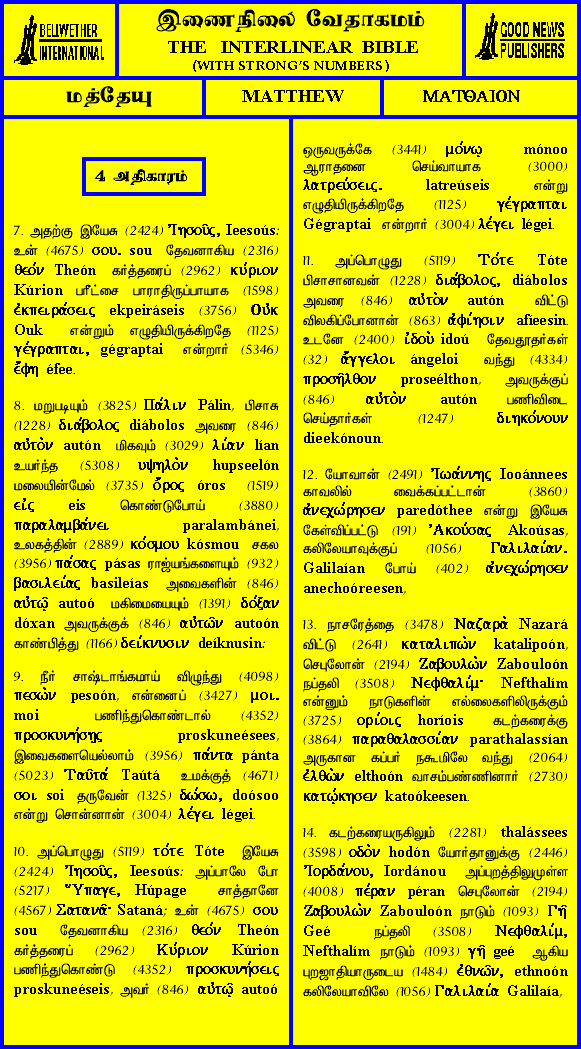 BELLWETHER
INTERNATIONAL
இணைநிலை வேதாகமம்
THE INTERLINEAR BIBLE
(WITH STRONG'S NUMBERS)
GOOD NEWS
PUBLISHERS
மத்தேயு
MATTHEW
ΜΑΤΘΑΙΟΝ
4 அதிகாரம்
7. அதற்கு இயேசு (2424) Ἰησοῦς, Ieesoús;
உன் (4675) σου. sou தேவனாகிய (2316)
θεόν Theón கர்த்தரைப் (2962) κύριον
Kúrion பரீட்சை பாராதிருப்பாயாக (1598)
ἐκπειράσεις ekpeiráseis (3756) Οὐκ
Ouk என்றும் எழுதியிருக்கிறதே (1125)
γέγραπται, gégraptai என்றார் (5346)
ἔφη éfee.
8. மறுபடியும் (3825) Πάλιν Pálin, பிசாசு
(1228) διάβολος diábolos அவரை (846)
αὐτὸν autón மிகவும் (3029) λίαν lían
உயர்ந்த (5308) υψηλὸν hupseelón
மலையின்மேல் (3735) ὄρος óros (1519)
εἰς eis கொண்டுபோய் (3880)
παραλαμβάνει paralambánei,
உலகத்தின் (2889) κόσμου kósmou சகல
(3956) πάσας pásas ராஜ்யங்களையும் (932)
βασιλείας basileías அவைகளின் (846)
αυτῶ autoó மகிமையையும் (1391) δόξαν
dóxan அவருக்குக் (846) αὐτῶν autoón
காண்பித்து (1166) δείκνυσιν deíknusin;
9. நீர் சாஷ்டாங்கமாய் விழுந்து (4098)
πεσὼν pesoón, என்னைப் (3427) μοι.
moi பணிந்துகொண்டால் (4352)
προσκυνήσῃς proskuneésees,
இவைகளையெல்லாம் (3956) πάντα pánta
(5023) Ταῦτά Taútá உமக்குத் (4671)
σοι soi தருவேன் (1325) δώσω, doósoo
என்று சொன்னான் (3004) λέγει légei.
10. அப்பொழுது (5119) τότε Tóte இயேசு
(2424) Ἰησοῦς, Ieesoús; அப்பாலே போ
(5217) Ὕπαγε, Húpage சாத்தானே
(4567) Σατανᾶ· Sataná; உன் (4675) σου
sou தேவனாகிய (2316) θεόν Theón
கர்த்தரைப் (2962) Κύριον Kúrion
பணிந்துகொண்டு (4352) προσκυνήσεις
proskuneéseis, அவர் (846) αυτῶ autoó
ஒருவருக்கே (3441) μόνῳ mónoo
ஆராதனை செய்வாயாக (3000)
λατρεύσεις. latreúseis என்று
எழுதியிருக்கிறதே (1125) γέγραπται
Gégraptai என்றார் (3004) λέγει légei.
11. அப்பொழுது (5119) Τότε Tóte
பிசாசானவன் (1228) διάβολος, diábolos
அவரை (846) αὐτὸν autón விட்டு
விலகிப்போனான் (863) ἀφίησιν afieesin.
உடனே (2400) ἰδοὺ idoú தேவதூதர்கள்
(32) ἄγγελοι ángeloi வந்து (4334)
προσῆλθον proseélthon, அவருக்குப்
(846) αὐτὸν autón பணிவிடை
செய்தார்கள் (1247) διηκόνουν
dieekónoun.
12. யோவான் (2491) Ἰωάννης Iooánnees
காவலில் வைக்கப்பட்டான் (3860)
ἀνεχώρησεν paredóthee என்று இயேசு
கேள்விப்பட்டு (191) Ἀκούσας Akoúsas,
கலிலேயாவுக்குப் (1056) Γαλιλαίαν.
Galilaían போய் (402) ἀνεχώρησεν
anechoóreesen,
13. நாசரேத்தை (3478) Ναζαρὰ Nazará
விட்டு (2641) καταλιπὼν katalipoón,
செபுலோன் (2194) Ζαβουλὼν Zabouloón
நப்தலி (3508) Νεφθαλίμ· Nefthalím
என்னும் நாடுகளின் எல்லைகளிலிருக்கும்
(3725) ορίοις horíois கடற்கரைக்கு
(3864) παραθαλασσίαν parathalassían
அருகான கப்பர் நகூமிலே வந்து (2064)
ἐλθὼν elthoón வாசம்பண்ணினார் (2730)
κατῴκησεν katoókeesen.
14. கடற்கரையருகிலும் (2281) thalássees
(3598) οδὸν hodón யோர்தானுக்கு (2446)
Ἰορδάνου, Iordánou அப்புறத்திலுமுள்ள
(4008) πέραν péran செபுலோன் (2194)
Ζαβουλὼν Zabouloón நாடும் (1093) Γῆ
Geé நப்தலி (3508) Νεφθαλίμ,
Nefthalím நாடும் (1093) γῆ geé ஆகிய
புறஜாதியாருடைய (1484) ἐθνῶν, ethnoón
கலிலேயாவிலே (1056) Γαλιλαία Galilaía,